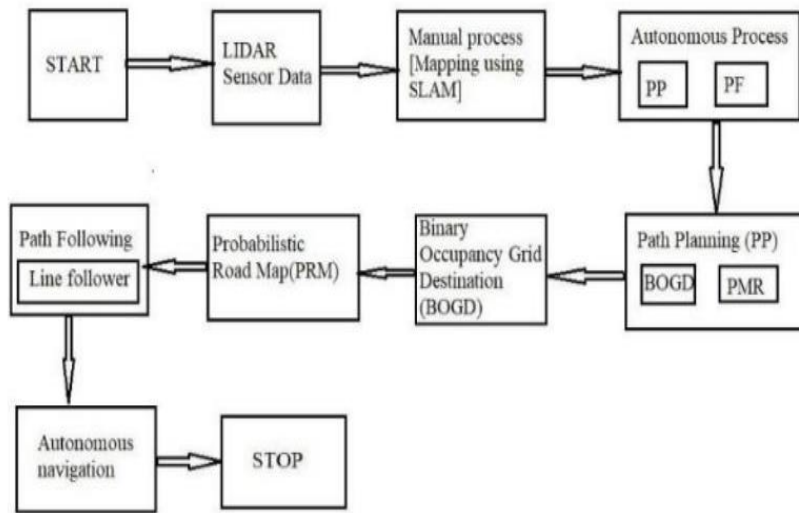 START
LIDAR
Sensor Data
Manual process
[Mapping using
SLAM]
Autonomous Process
PP
PF
Path Planning (PP)
BOGD
PMR
Binary
Occupancy Grid
Destination
(BOGD)
Probabilistic
Road Map(PRM)
Path Following
Line follower
Autonomous
navigation
STOP